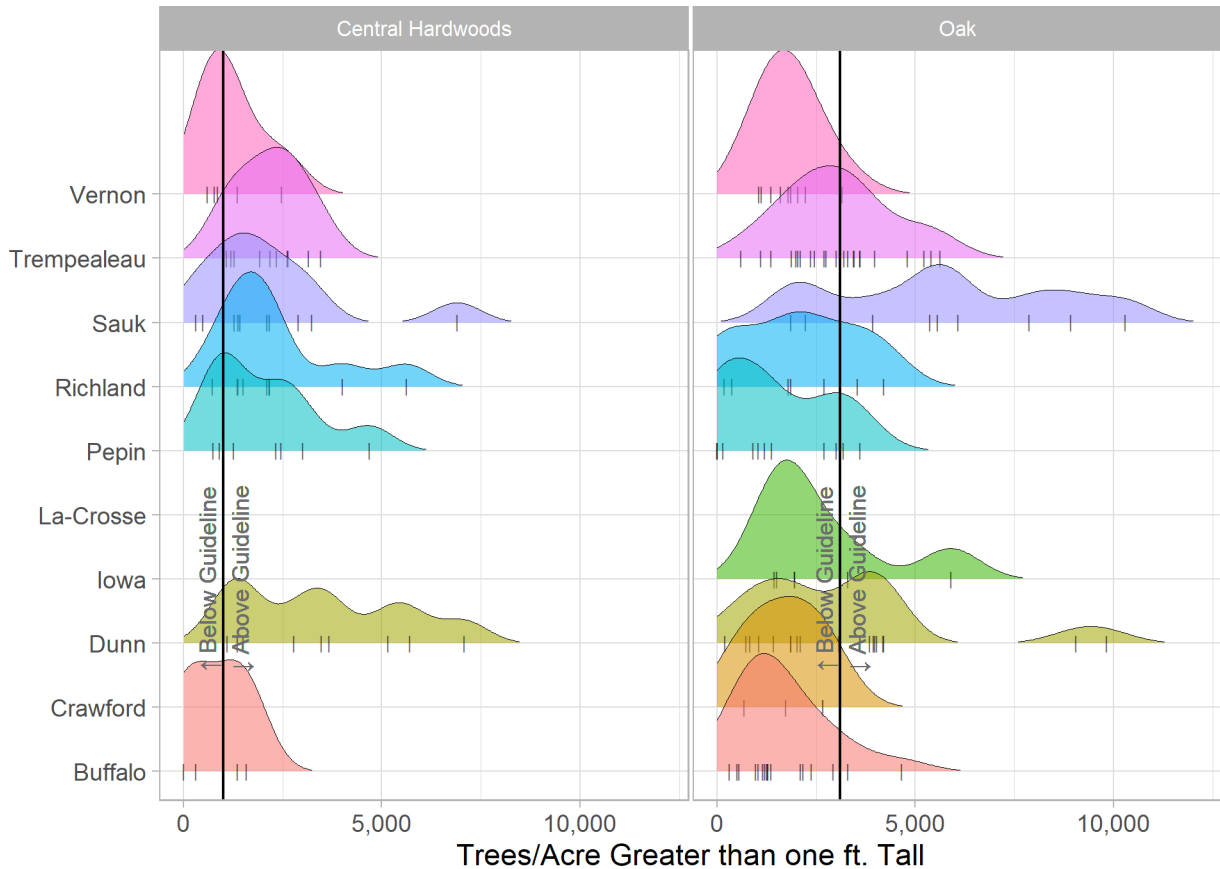 Central Hardwoods
Oak
Vernon
Trempealeau
Sauk
Richland
Pepin
La-Crosse
Iowa
Dunn
Crawford
Buffalo
Below Guideline
Above Guideline
Below Guideline
Above Guideline
0
5,000
10,000
0
5,000
10,000
Trees/Acre Greater than one ft. Tall